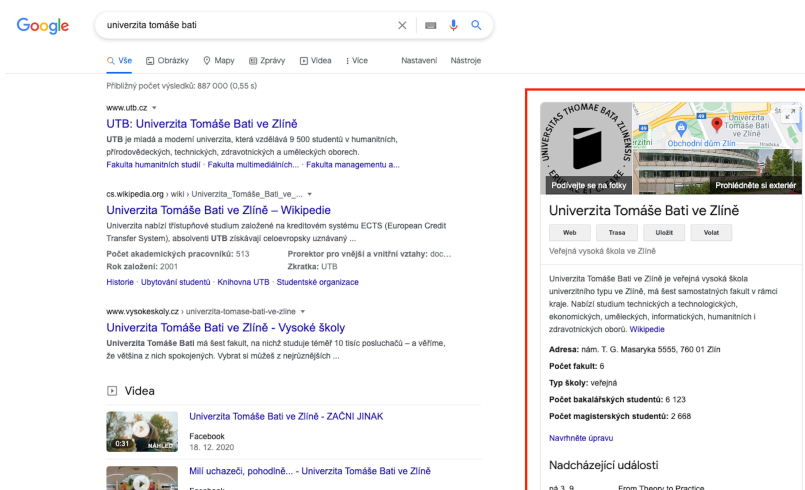 Google
univerzita tomáše bati
Vše Obrázky Mapy Zprávy Videa Více Nastavení Nástroje
Přibližný počet výsledků: 887 000 (0,55 s)
www.utb.cz
UTB: Univerzita Tomáše Bati ve Zlíně
UTB je mladá a moderní univerzita, která vzdělává 9 500 studentů v humanitních,
přírodovědeckých, technických, zdravotnických a uměleckých oborech.
Fakulta humanitních studií · Fakulta multimediálních... · Fakulta managementu a...
cs.wikipedia.org › wiki › Univerzita_Tomáše_Bati_ve_...
Univerzita Tomáše Bati ve Zlíně – Wikipedie
Univerzita nabízí třístupňové studium založené na kreditovém systému ECTS (European Credit
Transfer System), absolventi UTB získávají celoevropsky uznávaný ...
Počet akademických pracovníků: 513 Prorektor pro vnější a vnitřní vztahy: doc...
Rok založení: 2001 Zkratka: UTB
Historie · Ubytování studentů · Knihovna UTB · Studentské organizace
www.vysokeskoly.cz › univerzita-tomase-bati-ve-zline
Univerzita Tomáše Bati ve Zlíně - Vysoké školy
Univerzita Tomáše Bati má šest fakult, na nichž studuje téměř 10 tisíc posluchačů – a věříme,
že většina z nich spokojených. Vybrat si můžeš z nejrůznějších ...
Videa
Univerzita Tomáše Bati ve Zlíně - ZAČNI JINAK
0:31 NÁHLED
Facebook
18. 12. 2020
Milí uchazeči, pohodlně... - Univerzita Tomáše Bati ve Zlíně
Facebook
UNIVERSITAS THOMAE BATA ZLINENSIS
Univerzita
Tomáše Bati
ve Zlíně
49
49
Obchodní dům Zlín
Podívejte se na fotky
Prohlédněte si exteriér
Univerzita Tomáše Bati ve Zlíně
Web Trasa Uložit Volat
Veřejná vysoká škola ve Zlíně
Univerzita Tomáše Bati ve Zlíně je veřejná vysoká škola
univerzitního typu ve Zlíně, má šest samostatných fakult v rámci
kraje. Nabízí studium technických a technologických,
ekonomických, uměleckých, informatických, humanitních i
zdravotnických oborů. Wikipedie
Adresa: nám. T. G. Masaryka 5555, 760 01 Zlín
Počet fakult: 6
Typ školy: veřejná
Počet bakalářských studentů: 6 123
Počet magisterských studentů: 2 668
Navrhněte úpravu
Nadcházející události
pá 3. 9. From Theory to Practice